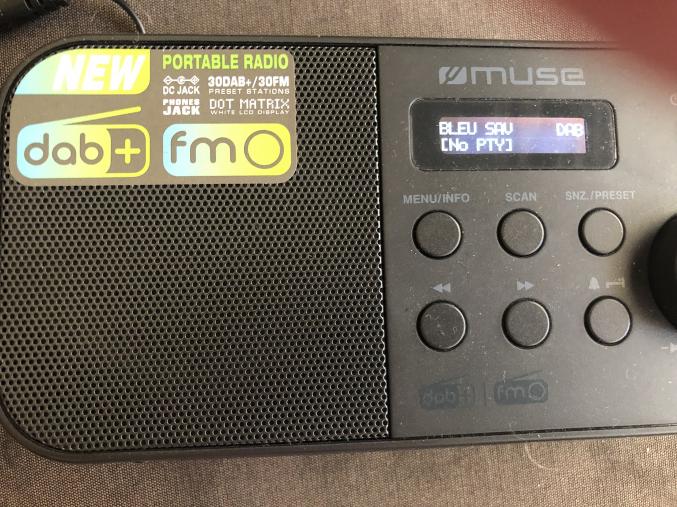 NEW
PORTABLE RADIO
DC JACK
30DAB+/30FM
PRESET STATIONS
PHONES JACK
DOT MATRIX
WHITE LCD DISPLAY
dab+
fm
muse
BLEU SAV DAB
[No PTY]
MENU/INFO SCAN SNZ./PRESET
dab+ fm